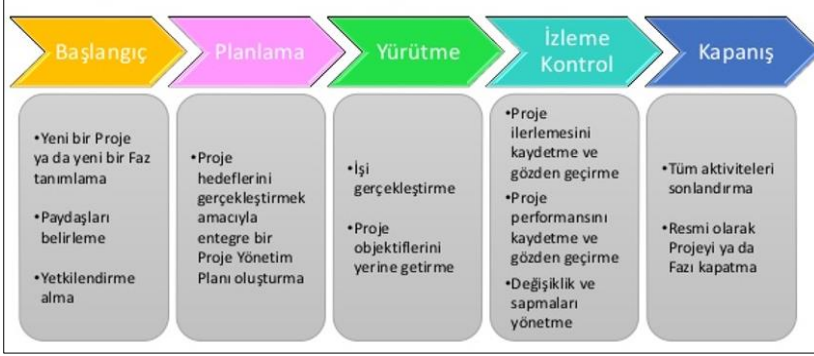 Başlangıç
Planlama
Yürütme
İzleme
Kontrol
Kapanış
•Yeni bir Proje
ya da yeni bir Faz
tanımlama
•Paydaşları
belirleme
•Yetkilendirme
alma
•Proje
hedeflerini
gerçekleştirmek
amacıyla
entegre bir
Proje Yönetim
Planı oluşturma
•İşi
gerçekleştirme
•Proje
objektiflerini
yerine getirme
•Proje
ilerlemesini
kaydetme ve
gözden geçirme
•Proje
performansını
kaydetme ve
gözden geçirme
•Değişiklik ve
sapmaları
yönetme
•Tüm aktiviteleri
sonlandırma
•Resmi olarak
Projeyi ya da
Fazı kapatma